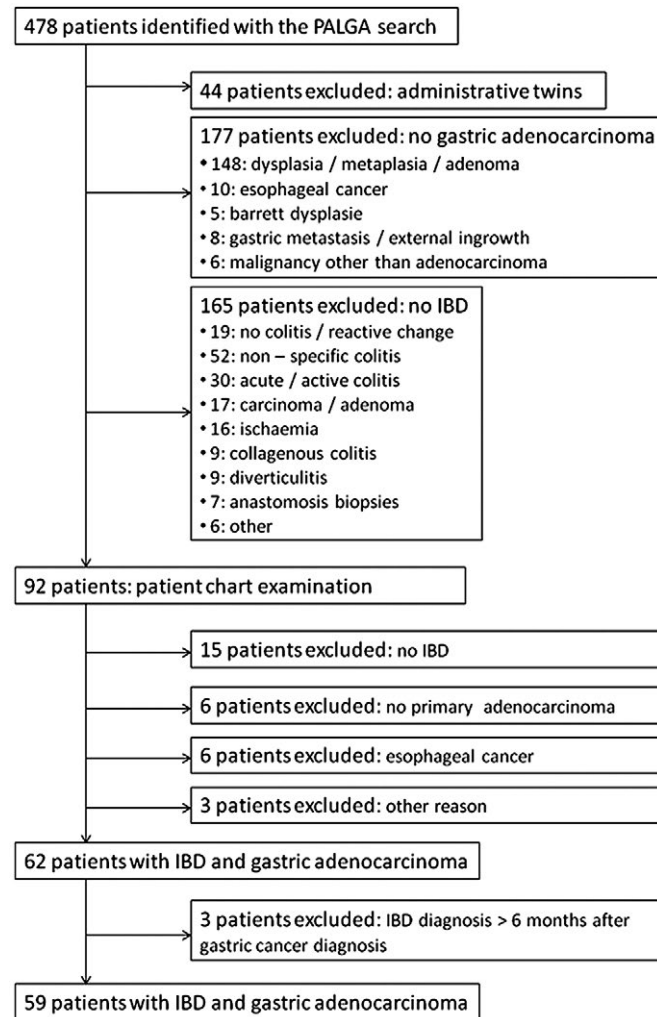 478 patients identified with the PALGA search
44 patients excluded: administrative twins
177 patients excluded: no gastric adenocarcinoma
• 148: dysplasia / metaplasia / adenoma
• 10: esophageal cancer
• 5: barrett dysplasie
• 8: gastric metastasis / external ingrowth
• 6: malignancy other than adenocarcinoma
165 patients excluded: no IBD
• 19: no colitis / reactive change
• 52: non – specific colitis
• 30: acute / active colitis
• 17: carcinoma / adenoma
• 16: ischaemia
• 9: collagenous colitis
• 9: diverticulitis
• 7: anastomosis biopsies
• 6: other
92 patients: patient chart examination
15 patients excluded: no IBD
6 patients excluded: no primary adenocarcinoma
6 patients excluded: esophageal cancer
3 patients excluded: other reason
62 patients with IBD and gastric adenocarcinoma
3 patients excluded: IBD diagnosis > 6 months after
gastric cancer diagnosis
59 patients with IBD and gastric adenocarcinoma